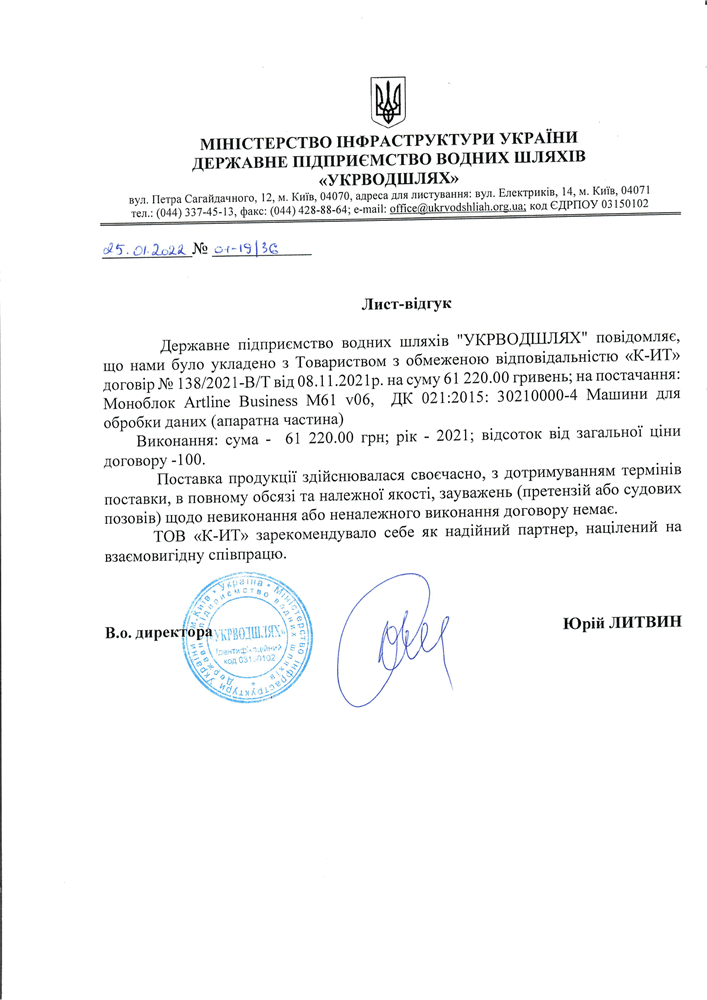 МІНІСТЕРСТВО ІНФРАСТРУКТУРИ УКРАЇНИ
ДЕРЖАВНЕ ПІДПРИЄМСТВО ВОДНИХ ШЛЯХІВ
«УКРВОДШЛЯХ»
вул. Петра Сагайдачного, 12, м. Київ, 04070, адреса для листування: вул. Електриків, 14, м. Київ, 04071
тел.: (044) 337-45-13, факс: (044) 428-88-64; e-mail: office@ukrvodshliah.org.ua; код ЄДРПОУ 03150102
25.01.2022 № 01-19/36
Лист-відгук
Державне підприємство водних шляхів "УКРВОДШЛЯХ" повідомляє,
що нами було укладено з Товариством з обмеженою відповідальністю «К-ИТ»
договір № 138/2021-В/Т від 08.11.2021р. на суму 61 220.00 гривень; на постачання:
Моноблок Artline Business M61 v06, ДК 021:2015: 30210000-4 Машини для
обробки даних (апаратна частина)
Виконання: сума - 61 220.00 грн; рік - 2021; відсоток від загальної ціни
договору -100.
Поставка продукції здійснювалася своєчасно, з дотримуванням термінів
поставки, в повному обсязі та належної якості, зауважень (претензій або судових
позовів) щодо невиконання або неналежного виконання договору немає.
ТОВ «К-ИТ» зарекомендувало себе як надійний партнер, націлений на
взаємовигідну співпрацю.
В.о. директора
Юрій ЛИТВИН
Україна * Міністерство інфраструктури України * м.Київ
Державне підприємство водних шляхів
"УКРВОДШЛЯХ"
Ідентифікаційний
код 03150102